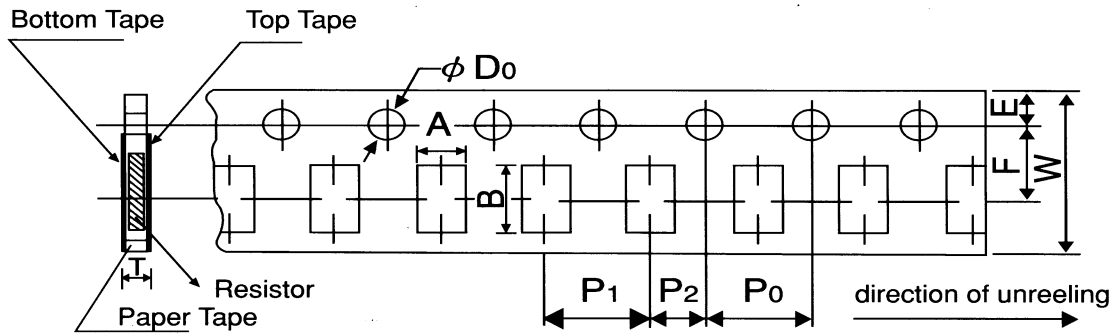 Bottom Tape
Top Tape
φ D0
A
E
F
W
B
T
Resistor
Paper Tape
P1
P2
P0
direction of unreeling